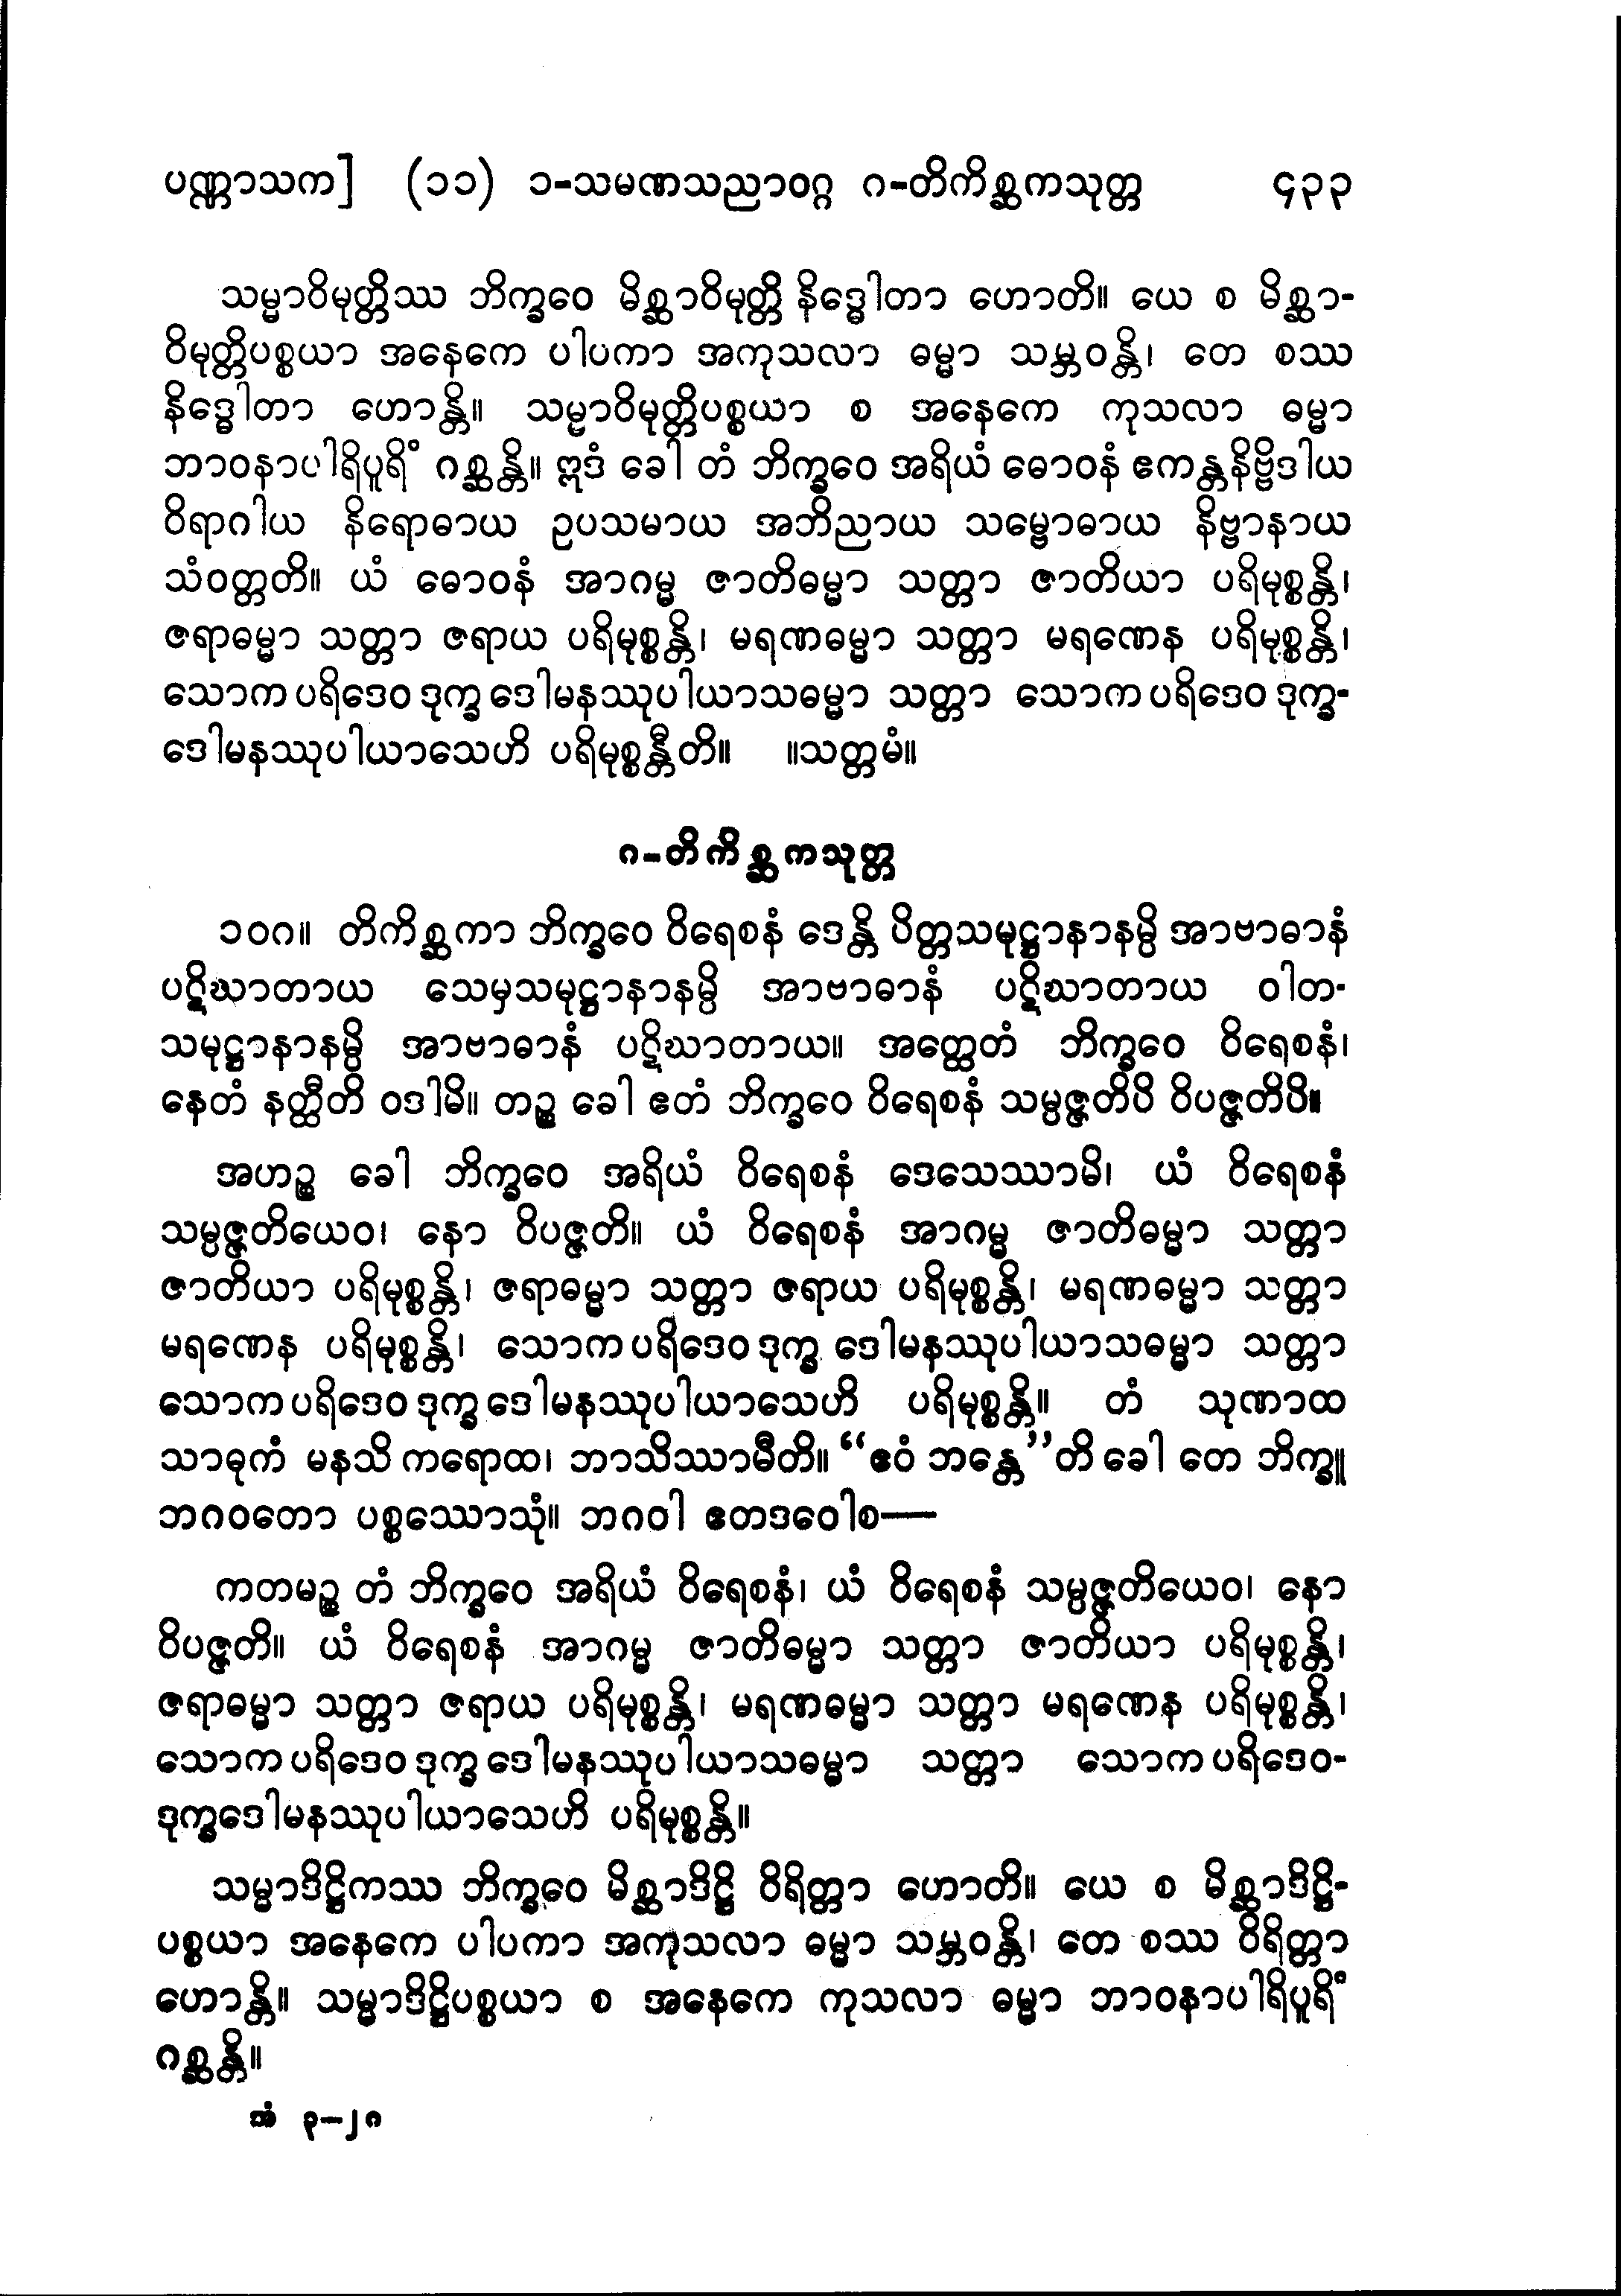 ပဏ္ဏာသက] (၁၁) ၁-သမဏသညာဝဂ္ဂ ၈-တိကိစ္ဆကသုတ္တ ၄၃၃
သမ္မာဝိမုတ္တိဿ ဘိက္ခဝေ မိစ္ဆာဝိမုတ္တိ နိဒ္ဓေါတာ ဟောတိ။ ယေ စ မိစ္ဆာ-
ဝိမုတ္တိပစ္စယာ အနေကေ ပါပကာ အကုသလာ ဓမ္မာ သမ္ဘဝန္တိ၊ တေ စဿ
နိဒ္ဓေါတာ ဟောန္တိ။ သမ္မာဝိမုတ္တိပစ္စယာ စ အနေကေ ကုသလာ ဓမ္မာ
ဘာဝနာပါရိပူရိံ ဂစ္ဆန္တိ။ ဣဒံ ခေါ တံ ဘိက္ခဝေ အရိယံ ဓောဝနံ ဧကန္တနိဗ္ဗိဒါယ
ဝိရာဂါယ နိရောဓာယ ဥပသမာယ အဘိညာယ သမ္ဗောဓာယ နိဗ္ဗာနာယ
သံဝတ္တတိ။ ယံ ဓောဝနံ အာဂမ္မ ဇာတိဓမ္မာ သတ္တာ ဇာတိယာ ပရိမုစ္စန္တိ၊
ဇရာဓမ္မာ သတ္တာ ဇရာယ ပရိမုစ္စန္တိ၊ မရဏဓမ္မာ သတ္တာ မရဏေန ပရိမုစ္စန္တိ၊
သောက ပရိဒေဝ ဒုက္ခ ဒေါမနဿုပါယာသဓမ္မာ သတ္တာ သောက ပရိဒေဝ ဒုက္ခ-
ဒေါမနဿုပါယာသေဟိ ပရိမုစ္စန္တီတိ။ ။သတ္တမံ။
၈-တိကိစ္ဆကသုတ္တ
၁၀၈။ တိကိစ္ဆကာ ဘိက္ခဝေ ဝိရေစနံ ဒေန္တိ ပိတ္တသမုဋ္ဌာနာနမ္ပိ အာဗာဓာနံ
ပဋိဃာတာယ သေမှသမုဋ္ဌာနာနမ္ပိ အာဗာဓာနံ ပဋိဃာတာယ ဝါတ-
သမုဋ္ဌာနာနမ္ပိ အာဗာဓာနံ ပဋိဃာတာယ။ အတ္ထေတံ ဘိက္ခဝေ ဝိရေစနံ၊
နေတံ နတ္ထီတိ ဝဒါမိ။ တဉ္စ ခေါ ဧတံ ဘိက္ခဝေ ဝိရေစနံ သမ္ပဇ္ဇတိပိ ဝိပဇ္ဇတိပိ။
အဟဉ္စ ခေါ ဘိက္ခဝေ အရိယံ ဝိရေစနံ ဒေသေဿာမိ၊ ယံ ဝိရေစနံ
သမ္ပဇ္ဇတိယေဝ၊ နော ဝိပဇ္ဇတိ။ ယံ ဝိရေစနံ အာဂမ္မ ဇာတိဓမ္မာ သတ္တာ
ဇာတိယာ ပရိမုစ္စန္တိ၊ ဇရာဓမ္မာ သတ္တာ ဇရာယ ပရိမုစ္စန္တိ၊ မရဏဓမ္မာ သတ္တာ
မရဏေန ပရိမုစ္စန္တိ၊ သောက ပရိဒေဝ ဒုက္ခ ဒေါမနဿုပါယာသဓမ္မာ သတ္တာ
သောက ပရိဒေဝ ဒုက္ခ ဒေါမနဿုပါယာသေဟိ ပရိမုစ္စန္တိ။ တံ သုဏာထ
သာဓုကံ မနသိ ကရောထ၊ ဘာသိဿာမီတိ။ “ဧဝံ ဘန္တေ”တိ ခေါ တေ ဘိက္ခူ
ဘဂဝတော ပစ္စဿောသုံ။ ဘဂဝါ ဧတဒဝေါစ—
ကတမဉ္စ တံ ဘိက္ခဝေ အရိယံ ဝိရေစနံ၊ ယံ ဝိရေစနံ သမ္ပဇ္ဇတိယေဝ၊ နော
ဝိပဇ္ဇတိ။ ယံ ဝိရေစနံ အာဂမ္မ ဇာတိဓမ္မာ သတ္တာ ဇာတိယာ ပရိမုစ္စန္တိ၊
ဇရာဓမ္မာ သတ္တာ ဇရာယ ပရိမုစ္စန္တိ၊ မရဏဓမ္မာ သတ္တာ မရဏေန ပရိမုစ္စန္တိ၊
သောက ပရိဒေဝ ဒုက္ခ ဒေါမနဿုပါယာသဓမ္မာ သတ္တာ သောက ပရိဒေဝ-
ဒုက္ခဒေါမနဿုပါယာသေဟိ ပရိမုစ္စန္တိ။
သမ္မာဒိဋ္ဌိကဿ ဘိက္ခဝေ မိစ္ဆာဒိဋ္ဌိ ဝိရိတ္တာ ဟောတိ။ ယေ စ မိစ္ဆာဒိဋ္ဌိ-
ပစ္စယာ အနေကေ ပါပကာ အကုသလာ ဓမ္မာ သမ္ဘဝန္တိ၊ တေ စဿ ဝိရိတ္တာ
ဟောန္တိ။ သမ္မာဒိဋ္ဌိပစ္စယာ စ အနေကေ ကုသလာ ဓမ္မာ ဘာဝနာပါရိပူရိံ
ဂစ္ဆန္တိ။
အံ ၃—၂၈